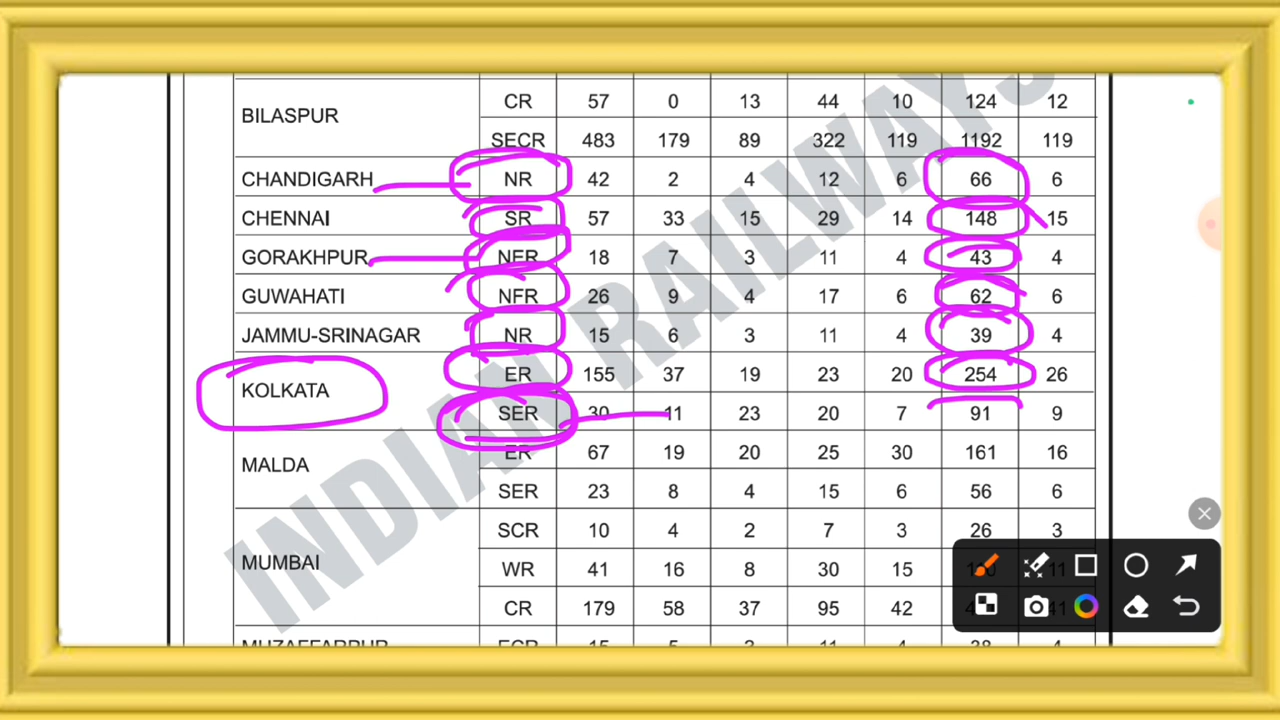 BILASPUR CR 57 0 13 44 10 124 12
SECR 483 179 89 322 119 1192 119
CHANDIGARH NR 42 2 4 12 6 66 6
CHENNAI SR 57 33 15 29 14 148 15
GORAKHPUR NER 18 7 3 11 4 43 4
GUWAHATI NFR 26 9 4 17 6 62 6
JAMMU-SRINAGAR NR 15 6 3 11 4 39 4
KOLKATA ER 155 37 19 23 20 254 26
SER 30 11 23 20 7 91 9
MALDA ER 67 19 20 25 30 161 16
SER 23 8 4 15 6 56 6
MUMBAI SCR 10 4 2 7 3 26 3
WR 41 16 8 30 15
CR 179 58 37 95 42 41
MUZAFFARPUR ECR 15 5 3 11 4 38 4
INDIAN RAILWAYS